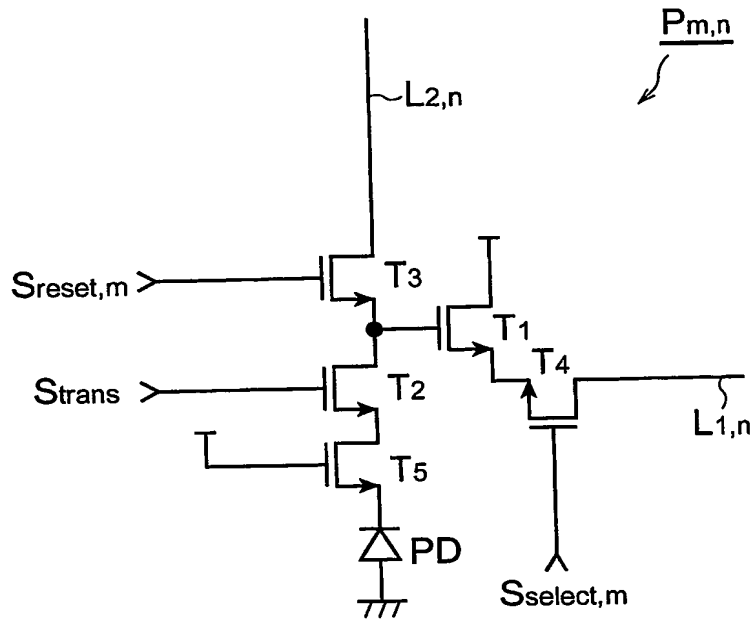 Pm,n
L2,n
Sreset,m
T3
T1
T4
Strans
T2
L1,n
T5
PD
Sselect,m